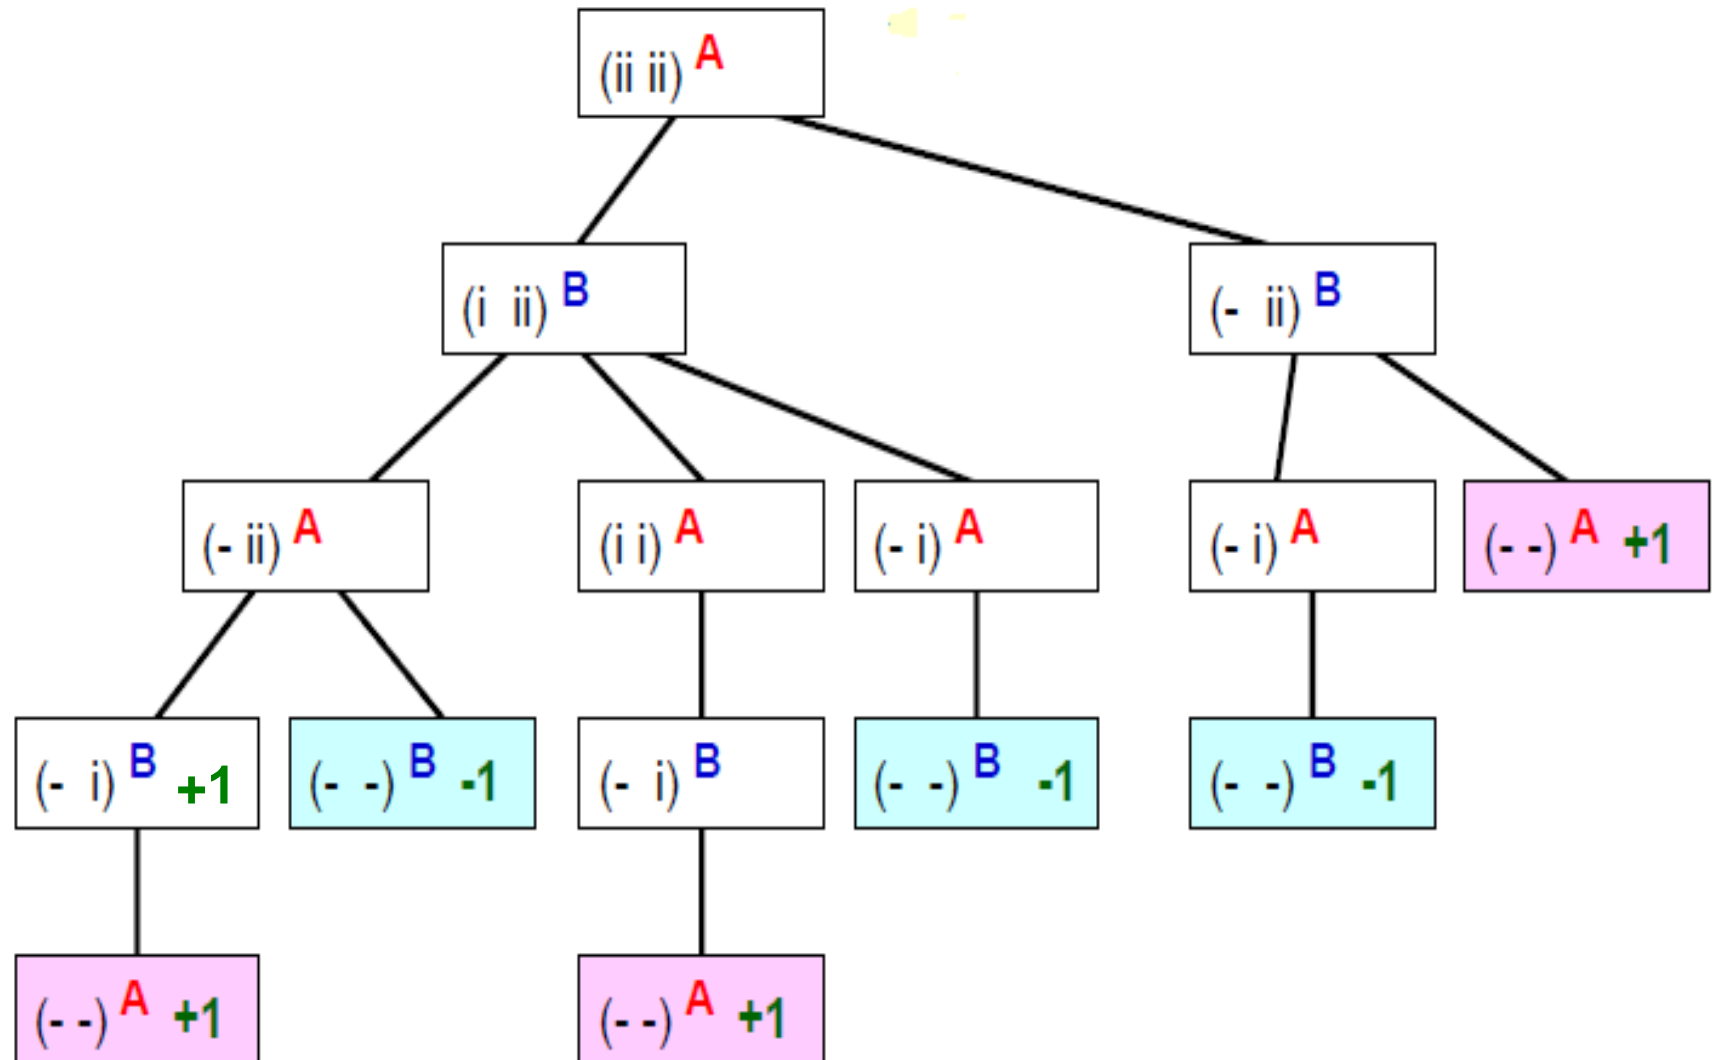 (ii ii) A
(i ii) B
(- ii) B
(- ii) A
(i i) A
(- i) A
(- i) A
(- -) A +1
(- i) B +1
(- -) B -1
(- i) B
(- -) B -1
(- -) B -1
(- -) A +1
(- -) A +1